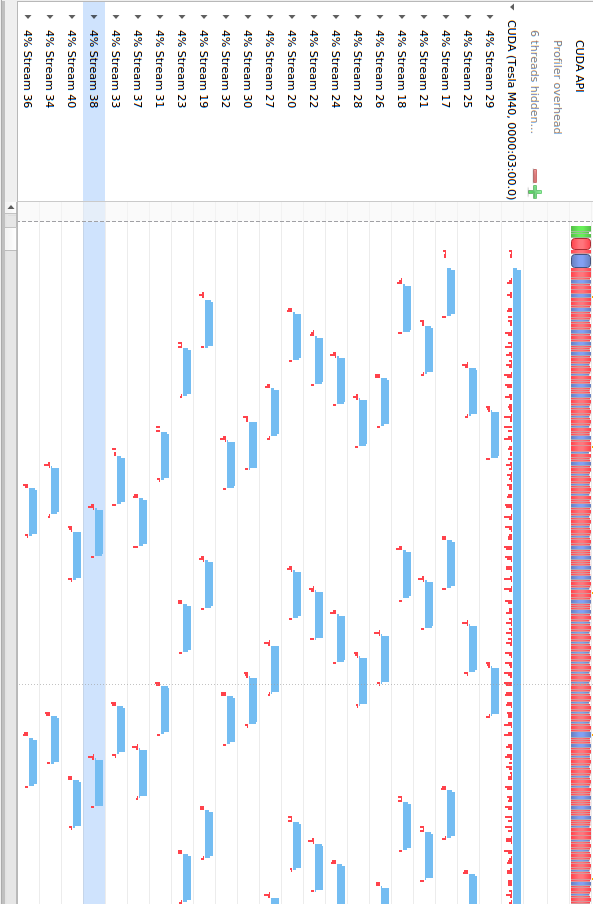 CUDA API
Profiler overhead
6 threads hidden...
CUDA (Tesla M40, 0000:03:00.0)
4% Stream 29
4% Stream 25
4% Stream 17
4% Stream 21
4% Stream 18
4% Stream 26
4% Stream 28
4% Stream 24
4% Stream 22
4% Stream 20
4% Stream 27
4% Stream 30
4% Stream 32
4% Stream 19
4% Stream 23
4% Stream 31
4% Stream 37
4% Stream 33
4% Stream 38
4% Stream 40
4% Stream 34
4% Stream 36